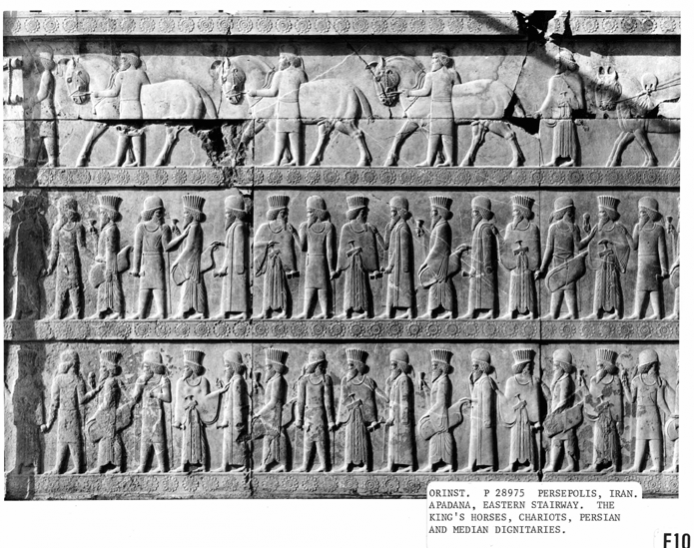 ORINST. P 28975 PERSEPOLIS, IRAN.
APADANA, EASTERN STAIRWAY. THE
KING'S HORSES, CHARIOTS, PERSIAN
AND MEDIAN DIGNITARIES.
F10